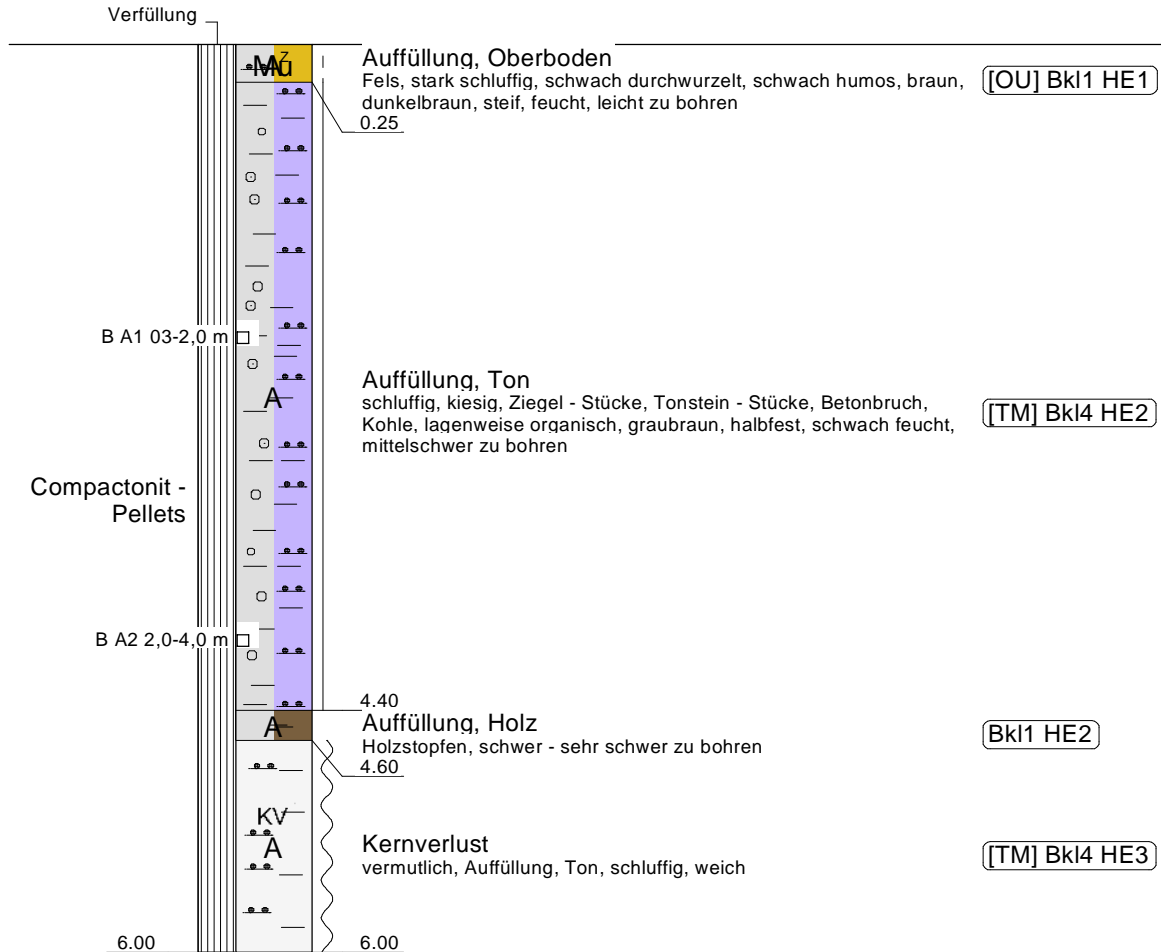 Verfüllung
Auffüllung, Oberboden
Fels, stark schluffig, schwach durchwurzelt, schwach humos, braun,
dunkelbraun, steif, feucht, leicht zu bohren
0.25
[OU] Bkl1 HE1
Mu
A
Z
B A1 03-2,0 m
A
Auffüllung, Ton
schluffig, kiesig, Ziegel - Stücke, Tonstein - Stücke, Betonbruch,
Kohle, lagenweise organisch, graubraun, halbfest, schwach feucht,
mittelschwer zu bohren
[TM] Bkl4 HE2
Compactonit -
Pellets
B A2 2,0-4,0 m
4.40
A
Auffüllung, Holz
Holzstopfen, schwer - sehr schwer zu bohren
4.60
Bkl1 HE2
KV
A
Kernverlust
vermutlich, Auffüllung, Ton, schluffig, weich
[TM] Bkl4 HE3
6.00
6.00